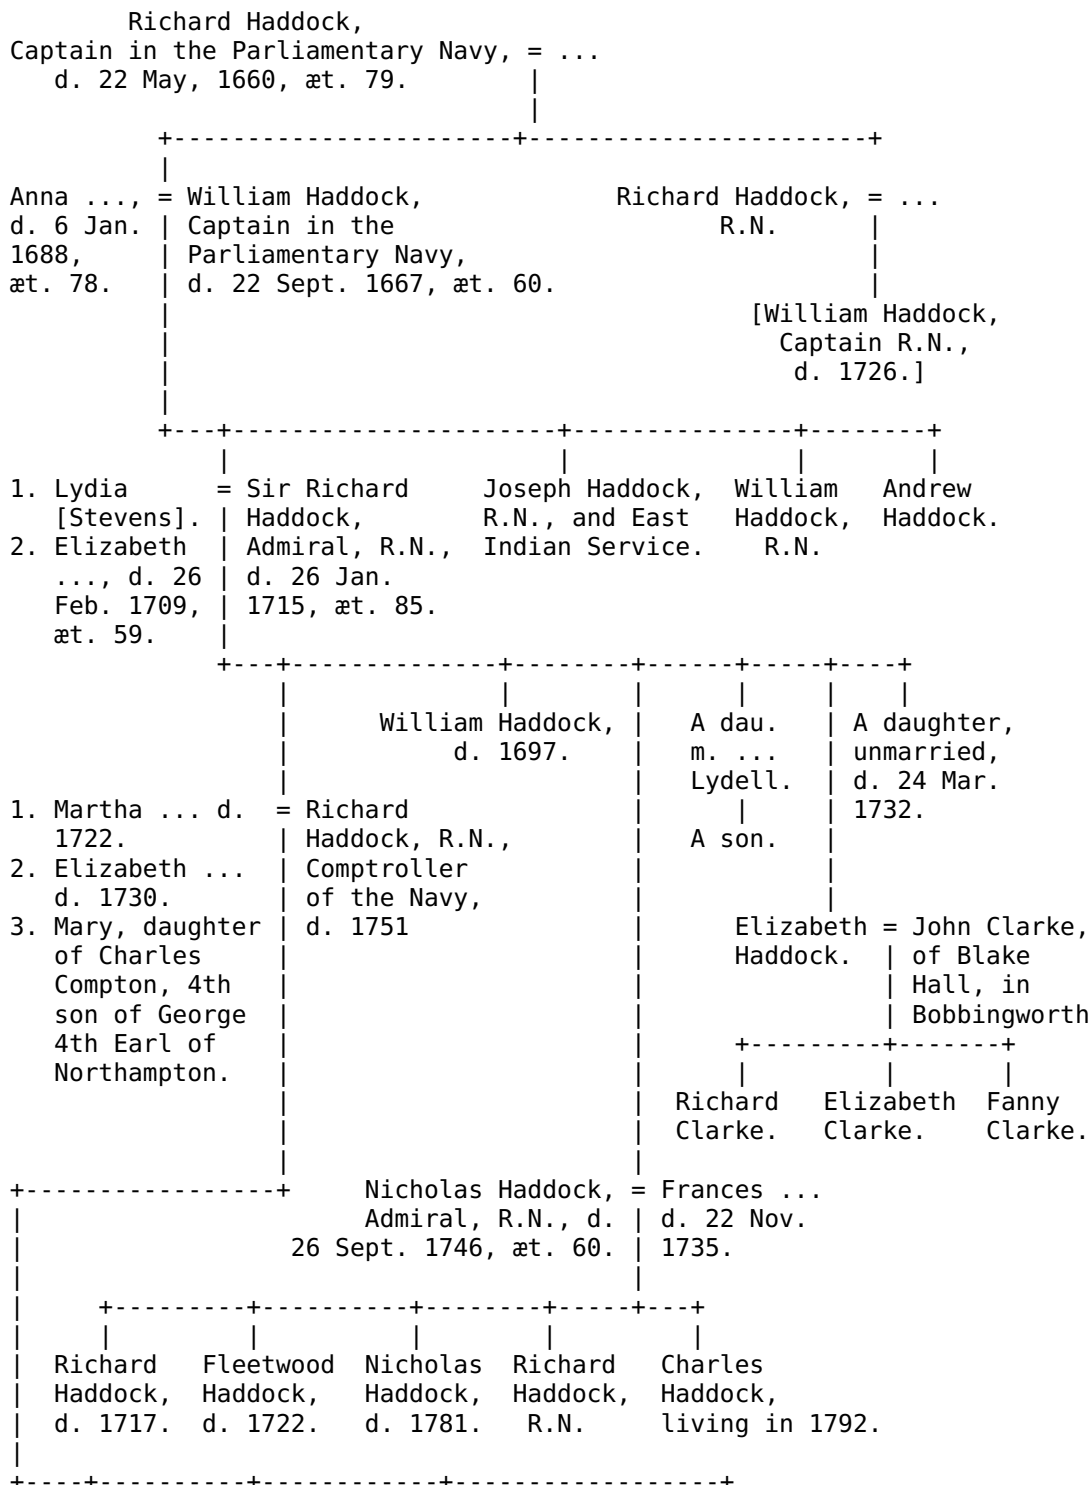 Richard Haddock,
Captain in the Parliamentary Navy, = ...
d. 22 May, 1660, æt. 79.
Anna ..., = William Haddock, Richard Haddock, = ...
d. 6 Jan. Captain in the R.N.
1688, Parliamentary Navy,
æt. 78. d. 22 Sept. 1667, æt. 60.
[William Haddock,
Captain R.N.,
d. 1726.]
1. Lydia = Sir Richard Joseph Haddock, William Andrew
[Stevens]. Haddock, R.N., and East Haddock, Haddock.
2. Elizabeth Admiral, R.N., Indian Service. R.N.
..., d. 26 d. 26 Jan.
Feb. 1709, 1715, æt. 85.
æt. 59.
William Haddock, A dau. A daughter,
d. 1697. m. ... unmarried,
Lydell. d. 24 Mar.
1. Martha ... d. = Richard 1732.
1722. Haddock, R.N., A son.
2. Elizabeth ... Comptroller
d. 1730. of the Navy,
3. Mary, daughter d. 1751 Elizabeth = John Clarke,
of Charles Haddock. of Blake
Compton, 4th Hall, in
son of George Bobbingworth
4th Earl of
Northampton.
Richard Elizabeth Fanny
Clarke. Clarke. Clarke.
Nicholas Haddock, = Frances ...
Admiral, R.N., d. d. 22 Nov.
26 Sept. 1746, æt. 60. 1735.
Richard Fleetwood Nicholas Richard Charles
Haddock, Haddock, Haddock, Haddock, Haddock,
d. 1717. d. 1722. d. 1781. R.N. living in 1792.